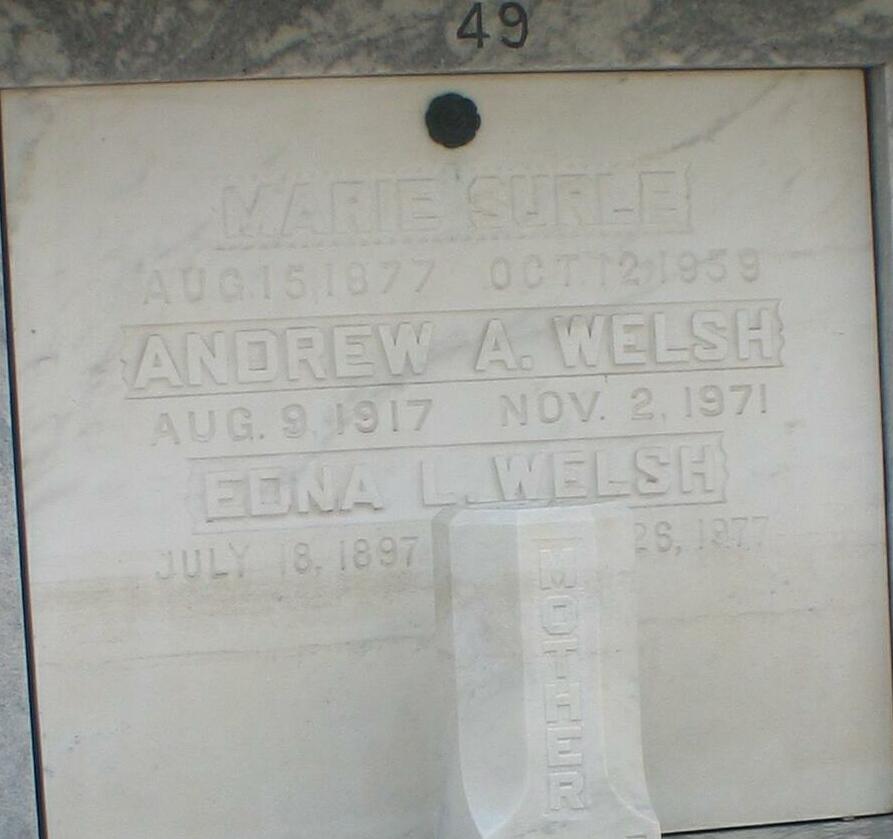 49
MARIE SURLE
AUG.15,1877 OCT.12,1959
ANDREW A. WELSH
AUG. 9, 1917 NOV. 2, 1971
EDNA L. WELSH
JULY 18, 1897 26, 1977
MOTHER